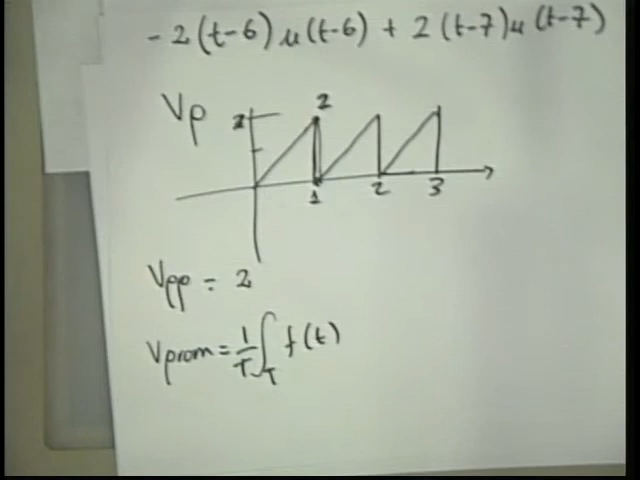 - 2(t-6)u(t-6) + 2(t-7)u(t-7)
Vp
2
2
1 2 3
Vpp = 2
Vprom = 1/T ∫T f(t)